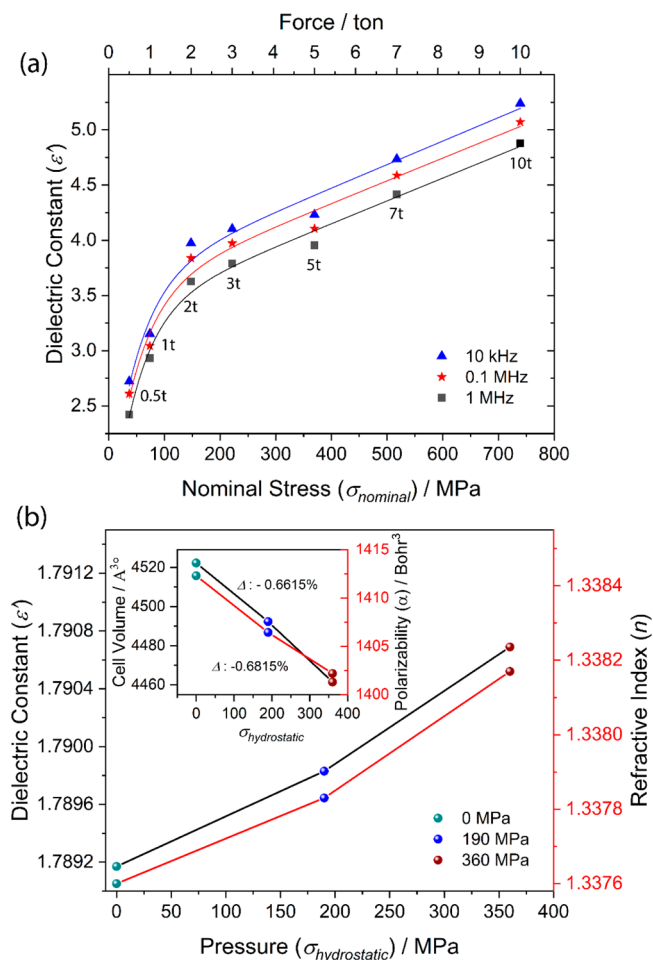 Force / ton
(a)
0 1 2 3 4 5 6 7 8 9 10
Dielectric Constant (ε′)
5.0
4.5
4.0
3.5
3.0
2.5
0.5t
1t
2t
3t
5t
7t
10t
10 kHz
0.1 MHz
1 MHz
0 100 200 300 400 500 600 700 800
Nominal Stress (σnominal) / MPa
(b)
Dielectric Constant (ε′)
1.7912
1.7908
1.7904
1.7900
1.7896
1.7892
Cell Volume / A³°
4520
4500
4480
4460
Δ: - 0.6615%
Δ: -0.6815%
1415
1410
1405
1400
Polarizability (α) / Bohr³
0 100 200 300 400
σhydrostatic
0 MPa
190 MPa
360 MPa
1.3384
1.3382
1.3380
1.3378
1.3376
Refractive Index (n)
0 50 100 150 200 250 300 350 400
Pressure (σhydrostatic) / MPa